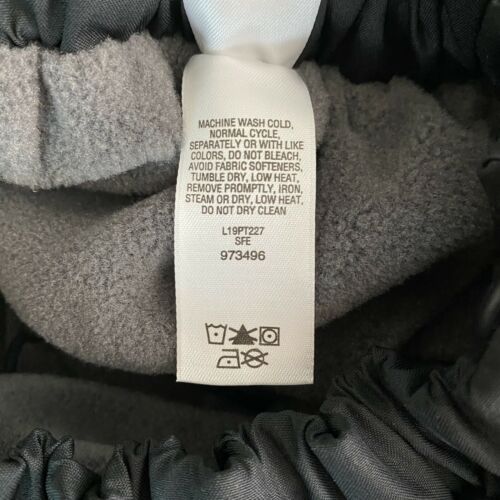 MACHINE WASH COLD,
NORMAL CYCLE,
SEPARATELY OR WITH LIKE
COLORS, DO NOT BLEACH,
AVOID FABRIC SOFTENERS,
TUMBLE DRY, LOW HEAT,
REMOVE PROMPTLY, IRON,
STEAM OR DRY, LOW HEAT,
DO NOT DRY CLEAN
L19PT227
SFE
973496